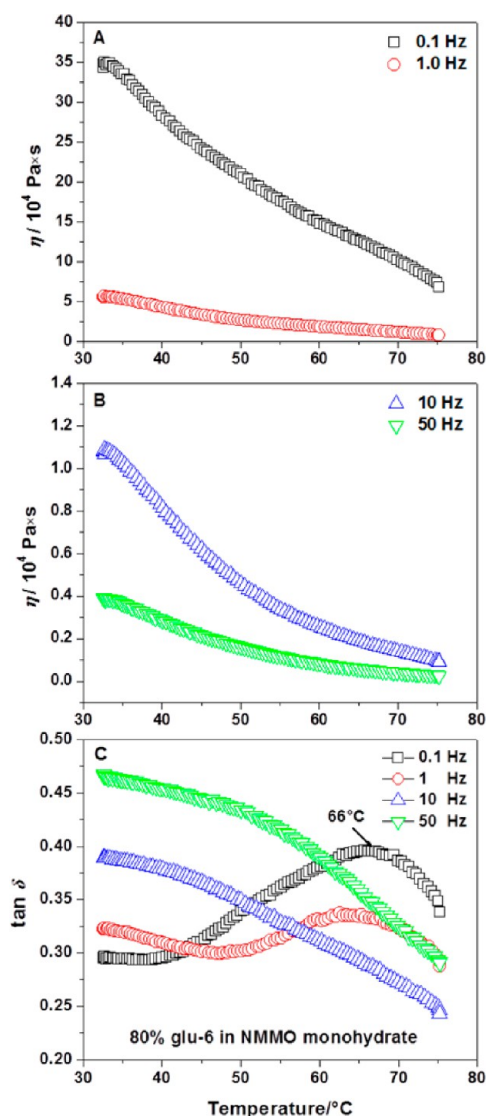 A
0.1 Hz
1.0 Hz
40
35
30
25
20
15
10
5
0
η / 10⁴ Pa×s
30 40 50 60 70 80
B
10 Hz
50 Hz
1.4
1.2
1.0
0.8
0.6
0.4
0.2
0.0
η / 10⁴ Pa×s
30 40 50 60 70 80
C
0.1 Hz
1 Hz
10 Hz
50 Hz
0.50
0.45
0.40
0.35
0.30
0.25
0.20
tan δ
66°C
80% glu-6 in NMMO monohydrate
30 40 50 60 70 80
Temperature/°C